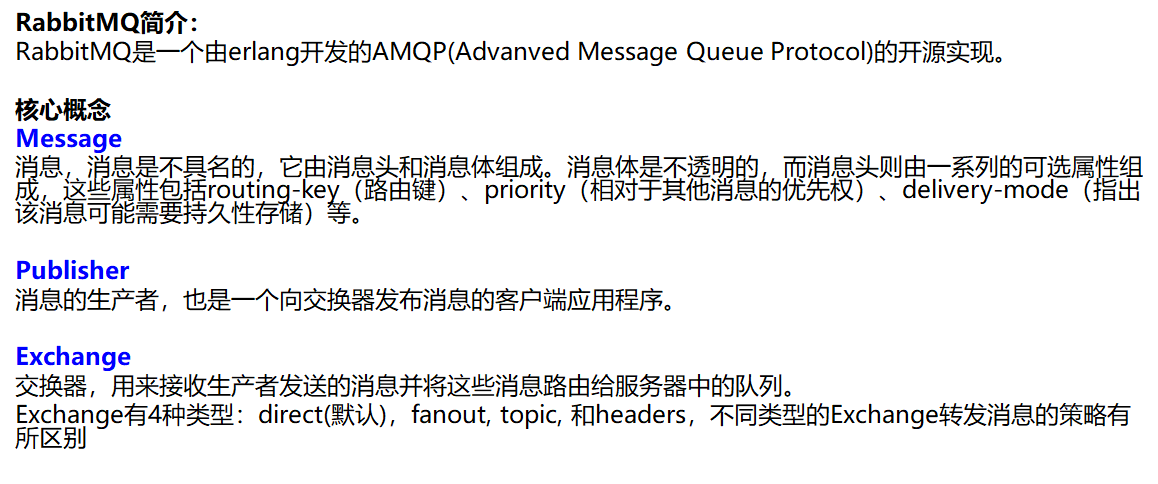 RabbitMQ简介：
RabbitMQ是一个由erlang开发的AMQP(Advanved Message Queue Protocol)的开源实现。
核心概念
Message
消息，消息是不具名的，它由消息头和消息体组成。消息体是不透明的，而消息头则由一系列的可选属性组
成，这些属性包括routing-key（路由键）、priority（相对于其他消息的优先权）、delivery-mode（指出
该消息可能需要持久性存储）等。
Publisher
消息的生产者，也是一个向交换器发布消息的客户端应用程序。
Exchange
交换器，用来接收生产者发送的消息并将这些消息路由给服务器中的队列。
Exchange有4种类型：direct(默认)，fanout, topic, 和headers，不同类型的Exchange转发消息的策略有
所区别